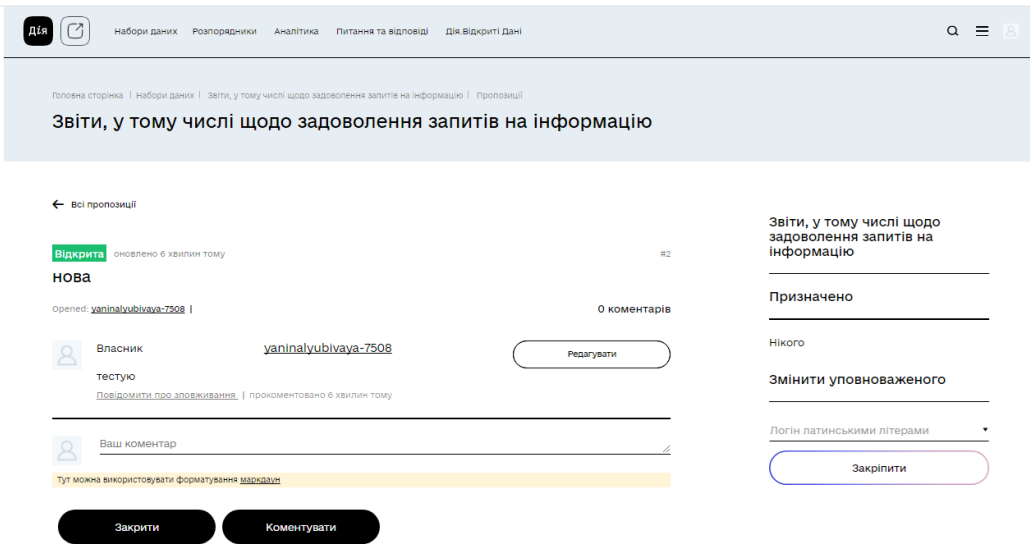 Дія Набори даних Розпорядники Аналітика Питання та відповіді Дія.Відкриті Дані
Головна сторінка | Набори даних | Звіти, у тому числі щодо задоволення запитів на інформацію | Пропозиції
Звіти, у тому числі щодо задоволення запитів на інформацію
← Всі пропозиції
Відкрита оновлено 6 хвилин тому #2
нова
Opened: yaninalyubivaya-7508 | 0 коментарів
Власник yaninalyubivaya-7508 Редагувати
тестую
Повідомити про зловживання | прокоментовано 6 хвилин тому
Ваш коментар
Тут можна використовувати форматування маркдаун
Закрити Коментувати
Звіти, у тому числі щодо
задоволення запитів на
інформацію
Призначено
Нікого
Змінити уповноваженого
Логін латинськими літерами
Закріпити